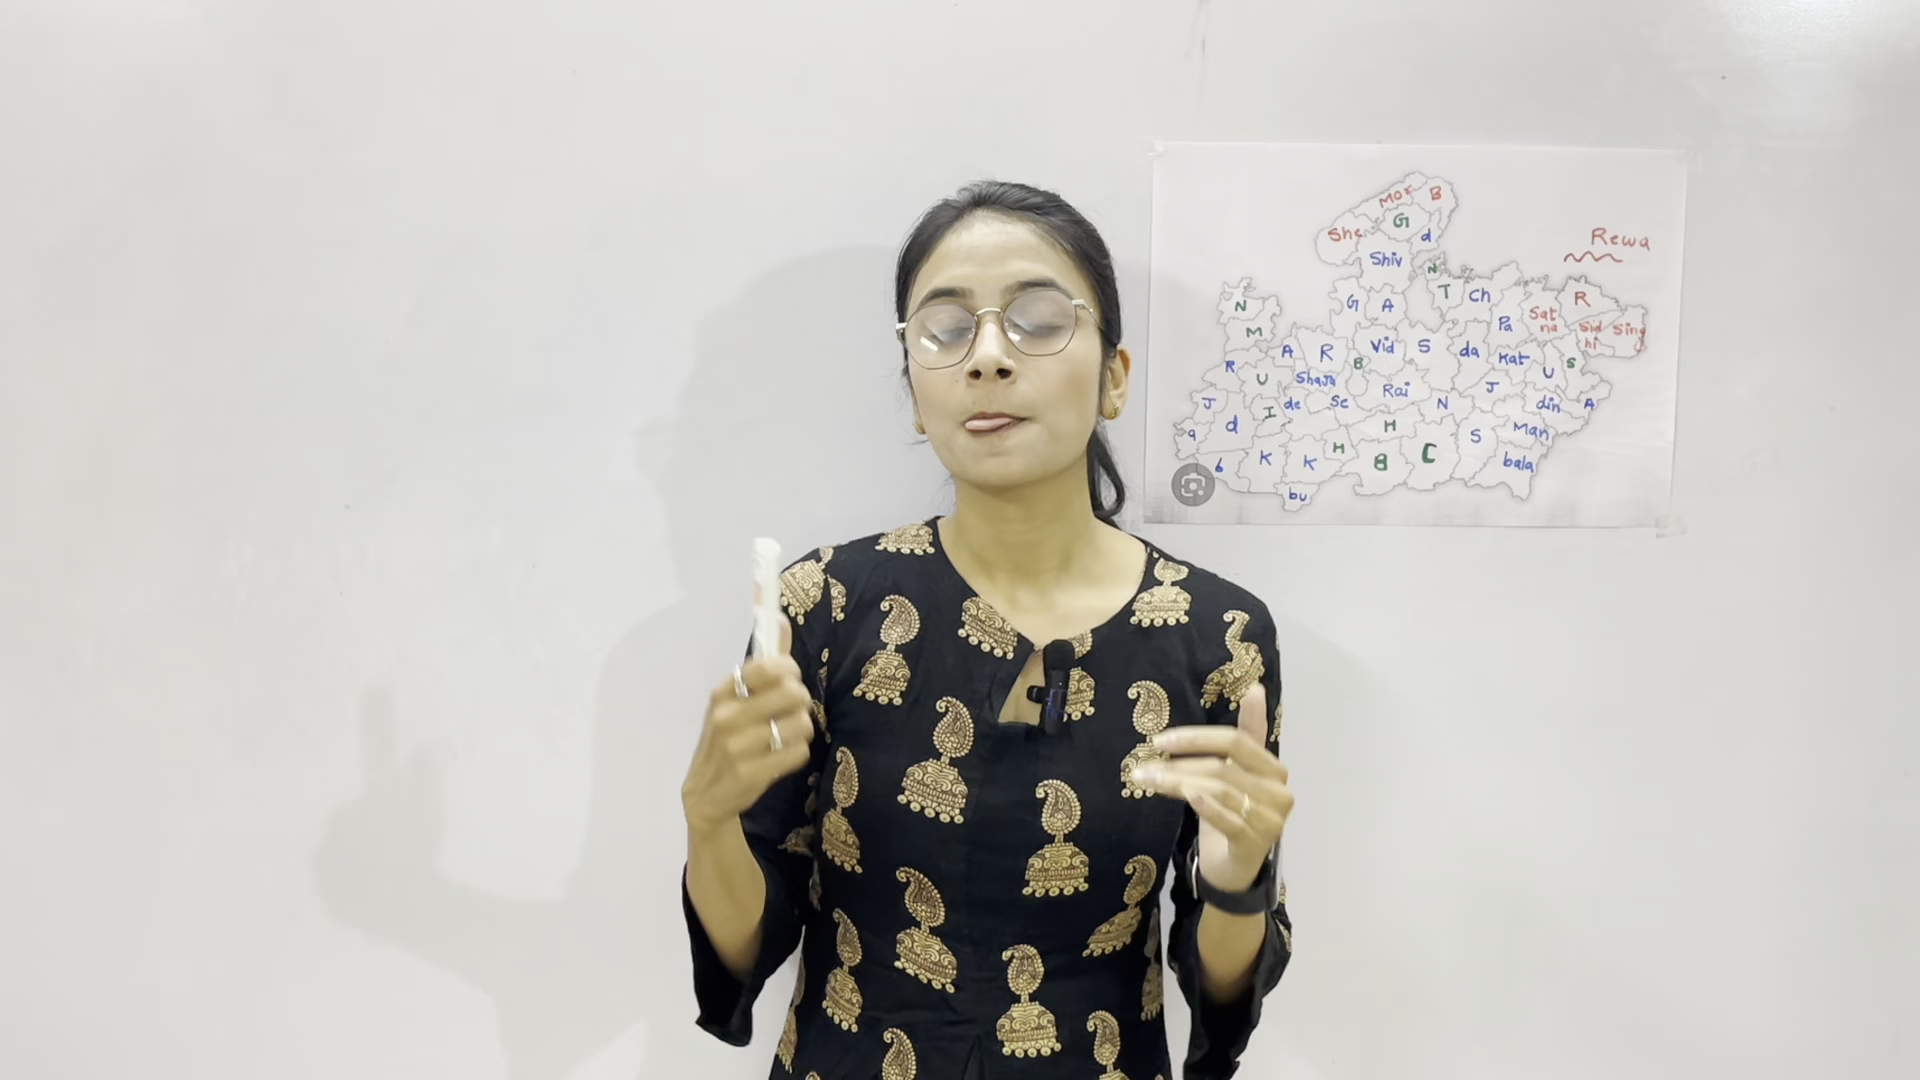 Mor B
She G d
Shiv
Rewa
N
N G A T Ch Sat na R
M Pa Sid hi Sing
A R Vid S da Kat
R U Shaja B Rai J U S
J I de Se N din A
a d H S Man
b K K H B C bala
bu